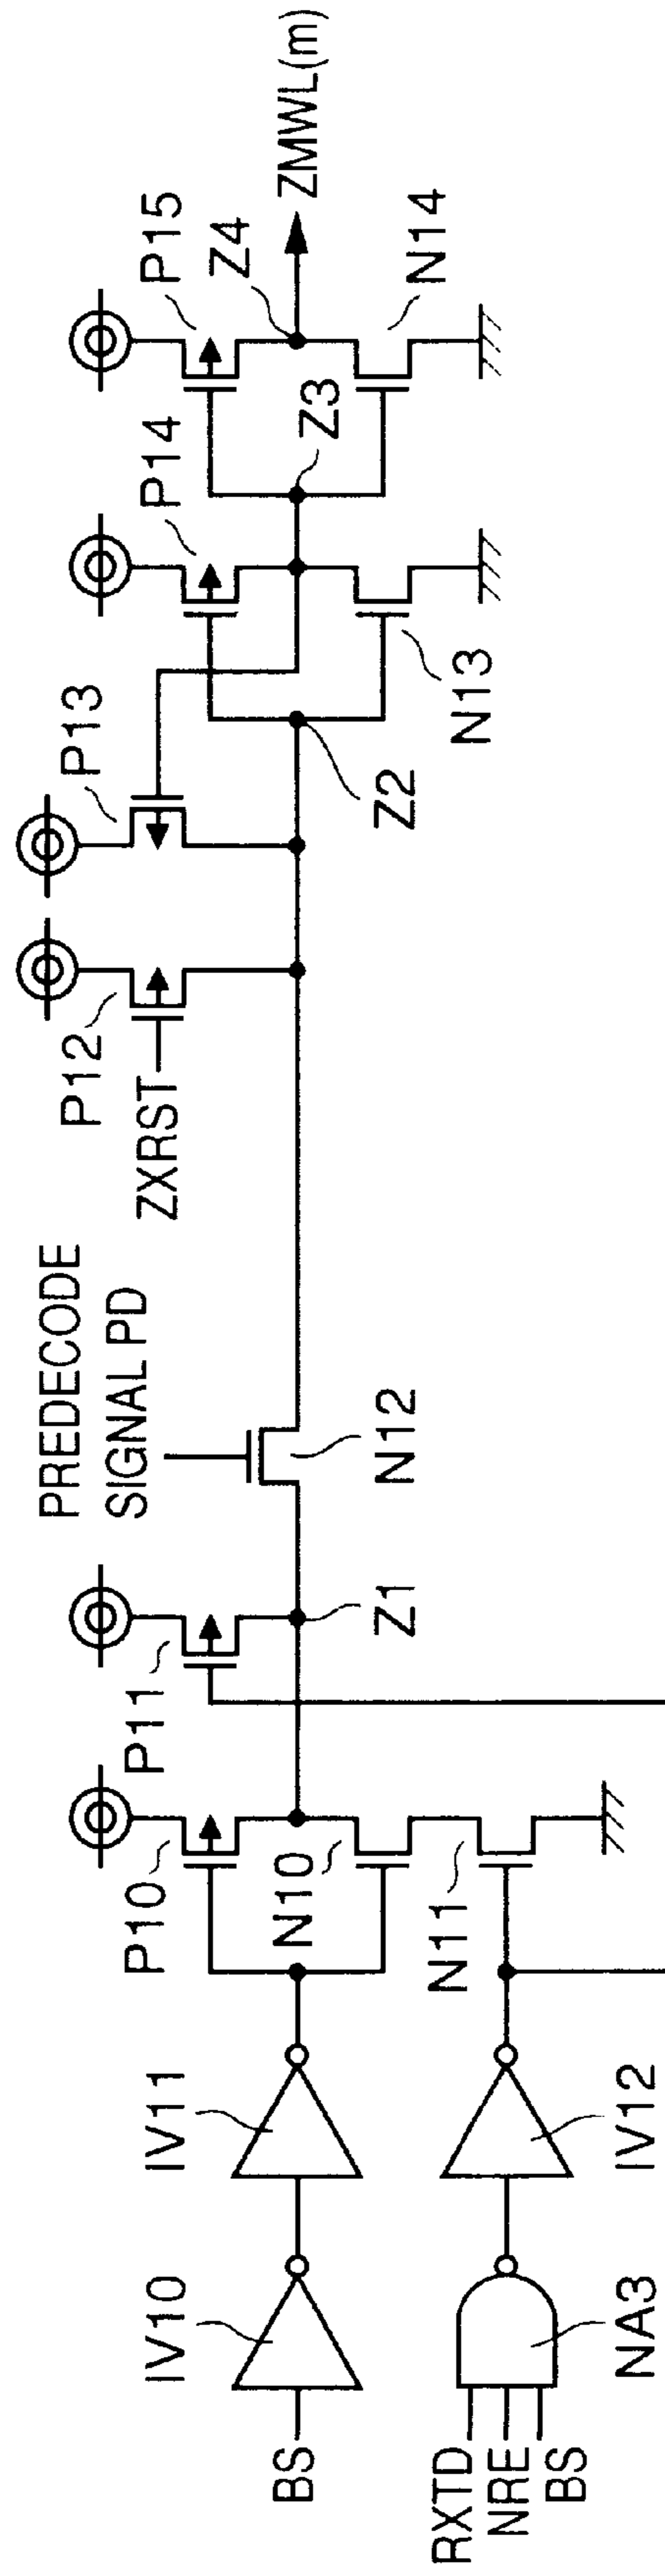 BS
IV10
IV11
P10
N10
P11
PREDECODE
SIGNAL PD
N12
Z1
P12
ZXRST
P13
P14
P15
Z2
N13
Z3
Z4
N14
ZMWL(m)
RXTD
NRE
BS
NA3
IV12
N11